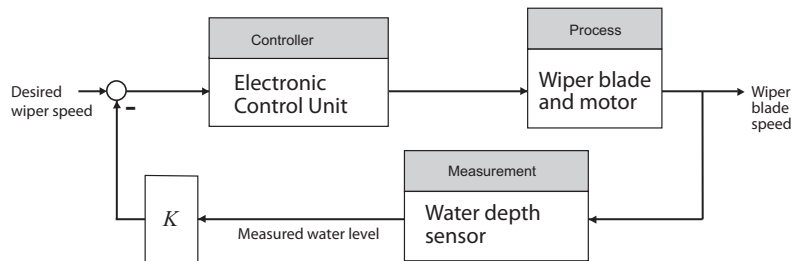 Controller
Process
Desired
wiper speed
Electronic
Control Unit
Wiper blade
and motor
Wiper
blade
speed
-
Measurement
K
Measured water level
Water depth
sensor